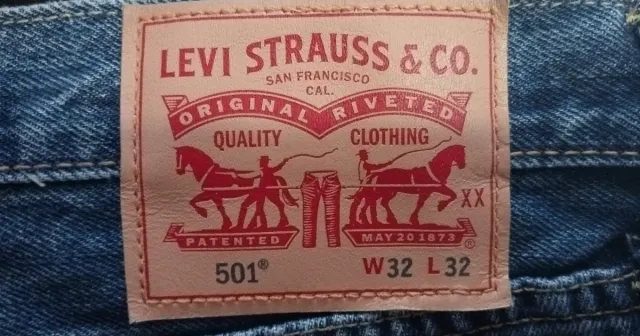 LEVI STRAUSS & CO.
SAN FRANCISCO
CAL.
ORIGINAL RIVETED
QUALITY CLOTHING
XX
PATENTED MAY 20 1873 ®
501® W32 L32